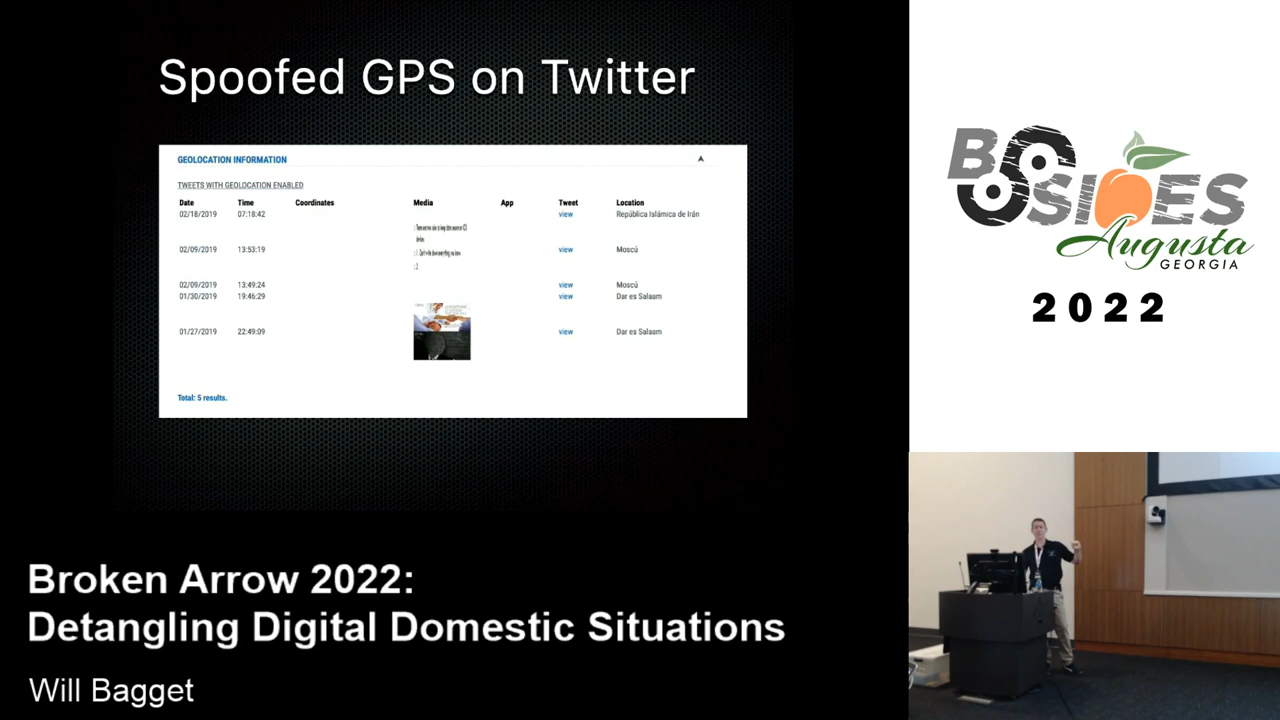 Spoofed GPS on Twitter
GEOLOCATION INFORMATION
TWEETS WITH GEOLOCATION ENABLED
Date Time Coordinates Media App Tweet Location
02/18/2019 07:18:42 view República Islámica de Irán
02/09/2019 13:53:19 view Moscú
02/09/2019 13:49:24 view Moscú
01/30/2019 19:46:29 view Dar es Salaam
01/27/2019 22:49:09 view Dar es Salaam
Total: 5 results.
BSIDES
Augusta
GEORGIA
2022
Broken Arrow 2022:
Detangling Digital Domestic Situations
Will Bagget